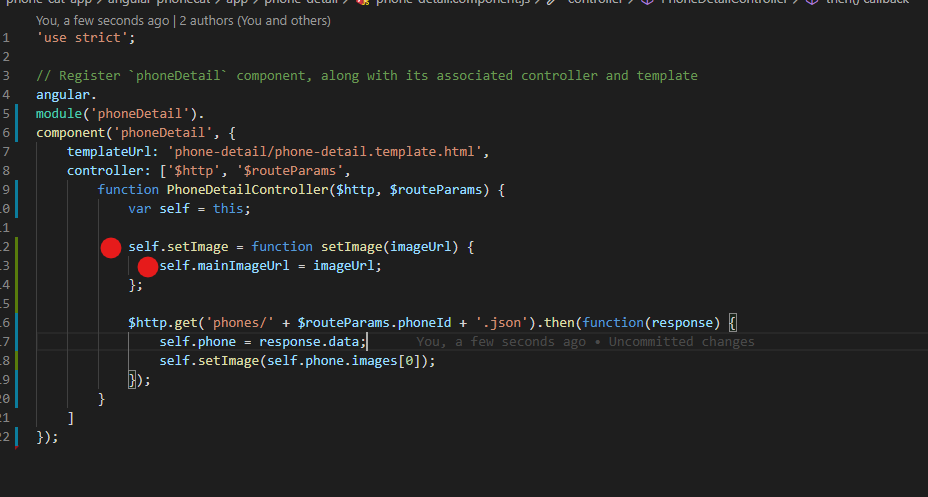 phone-cat-app > angular-phonecat > app > phone-detail > phone-detail.component.js > controller > PhoneDetailController > then() callback
You, a few seconds ago | 2 authors (You and others)
1 'use strict';
2
3 // Register `phoneDetail` component, along with its associated controller and template
4 angular.
5 module('phoneDetail').
6 component('phoneDetail', {
7 templateUrl: 'phone-detail/phone-detail.template.html',
8 controller: ['$http', '$routeParams',
9 function PhoneDetailController($http, $routeParams) {
10 var self = this;
11
12 self.setImage = function setImage(imageUrl) {
13 self.mainImageUrl = imageUrl;
14 };
15
16 $http.get('phones/' + $routeParams.phoneId + '.json').then(function(response) {
17 self.phone = response.data; You, a few seconds ago • Uncommitted changes
18 self.setImage(self.phone.images[0]);
19 });
20 }
21 ]
22 });